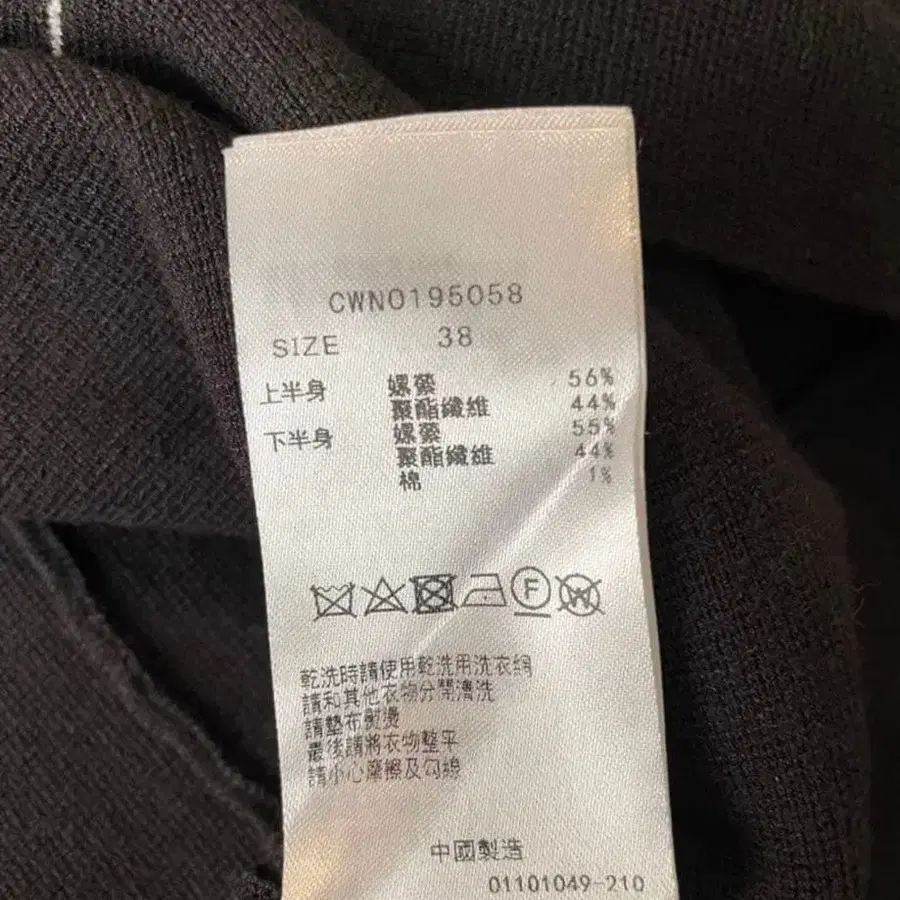 CWNO195058
SIZE 38
上半身 嫘縈 56%
聚酯纖維 44%
下半身 嫘縈 55%
聚酯纖維 44%
棉 1%
F W
乾洗時請使用乾洗用洗衣網
請和其他衣物分開清洗
請墊布熨燙
最後請將衣物整平
請小心摩擦及勾線
中國製造
01101049-210